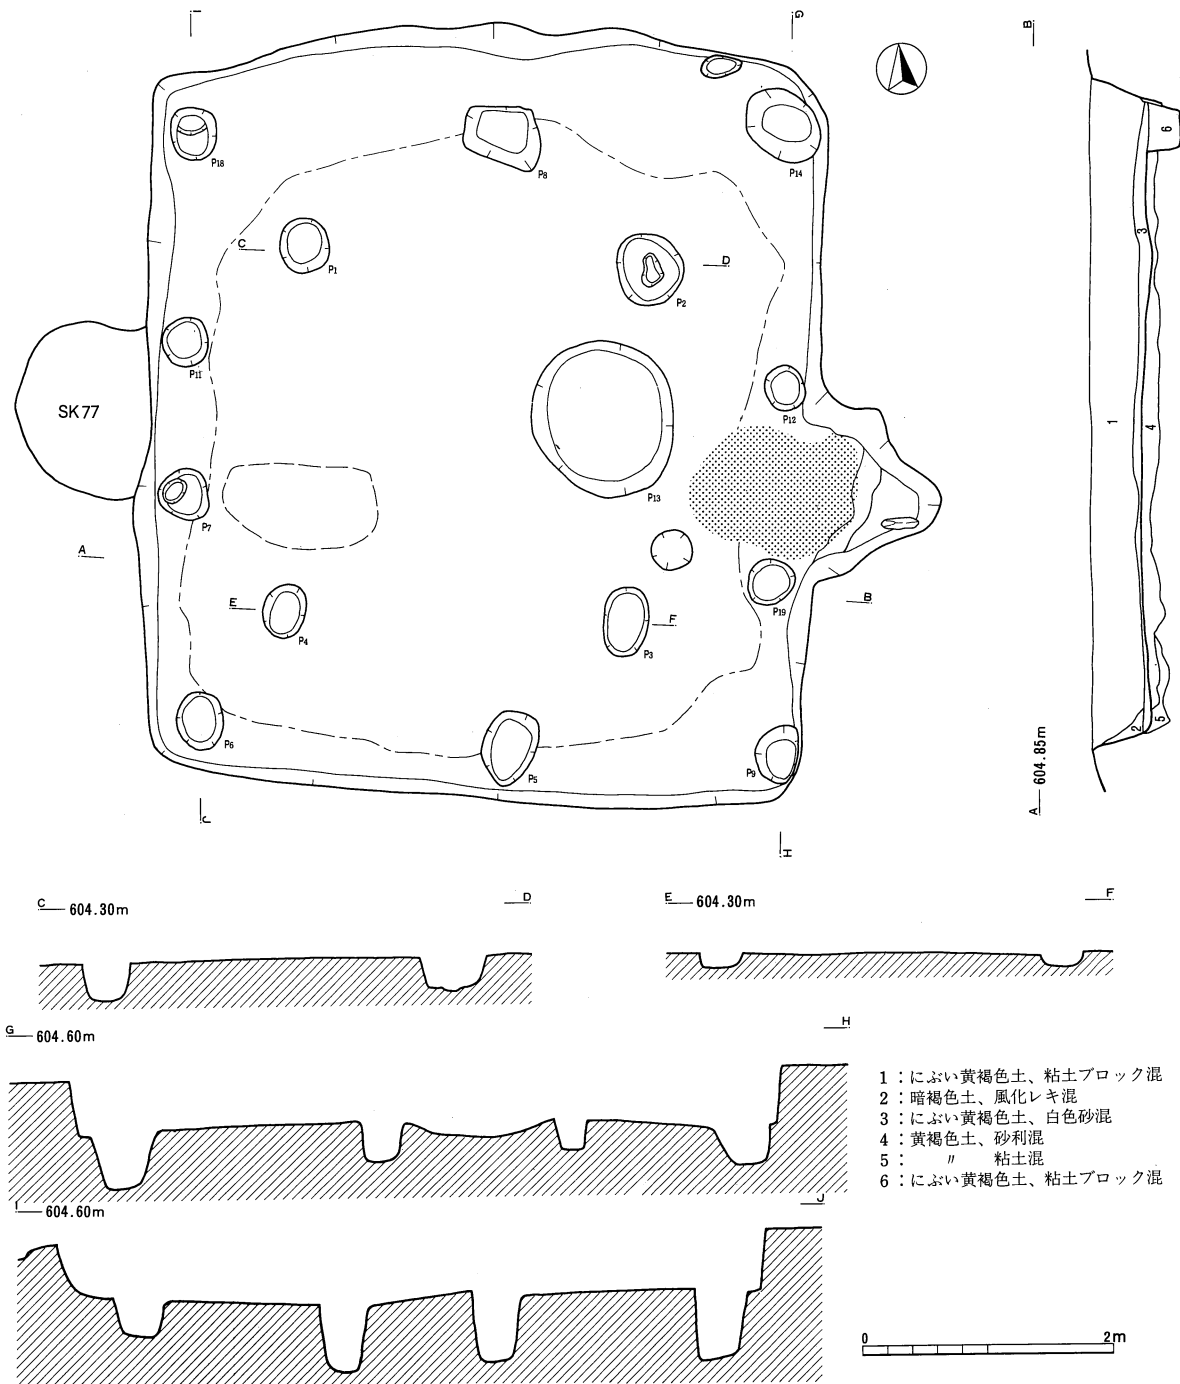 I
G
B
P18
P8
P14
C
P1
D
P2
P11
P12
SK77
P13
P7
A
E
P4
F
P3
P19
B
P6
P5
P9
J
H
6
3
1
4
2
5
A 604.85m
C 604.30m D
E 604.30m F
G 604.60m H
I 604.60m J
1：にぶい黄褐色土、粘土ブロック混
2：暗褐色土、風化レキ混
3：にぶい黄褐色土、白色砂混
4：黄褐色土、砂利混
5：　〃　粘土混
6：にぶい黄褐色土、粘土ブロック混
0 2m